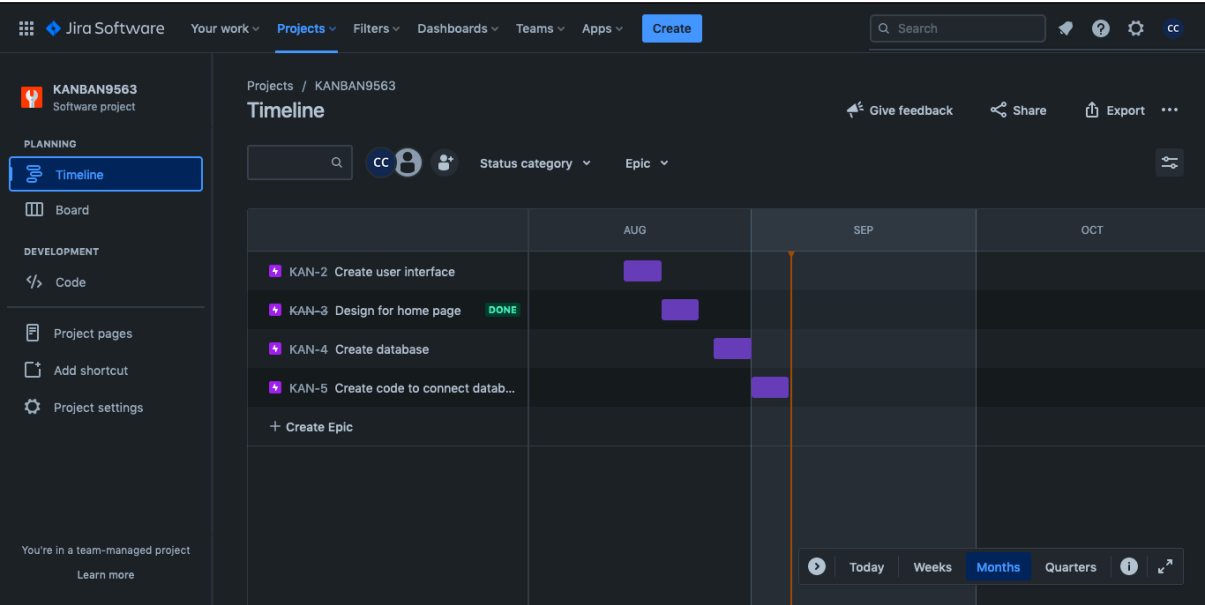 Jira Software
Your work
Projects
Filters
Dashboards
Teams
Apps
Create
Search
CC
KANBAN9563
Software project
PLANNING
Timeline
Board
DEVELOPMENT
Code
Project pages
Add shortcut
Project settings
You're in a team-managed project
Learn more
Projects / KANBAN9563
Timeline
Give feedback
Share
Export
CC
Status category
Epic
AUG
SEP
OCT
KAN-2 Create user interface
KAN-3 Design for home page DONE
KAN-4 Create database
KAN-5 Create code to connect datab...
+ Create Epic
Today
Weeks
Months
Quarters